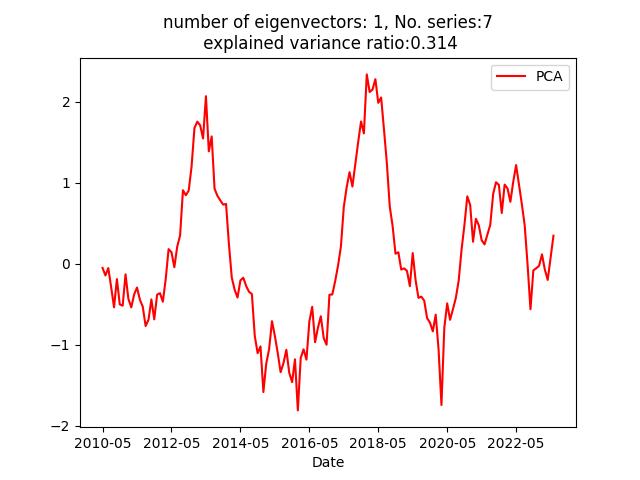 number of eigenvectors: 1, No. series:7
explained variance ratio:0.314
PCA
2
1
0
−1
−2
2010-05 2012-05 2014-05 2016-05 2018-05 2020-05 2022-05
Date